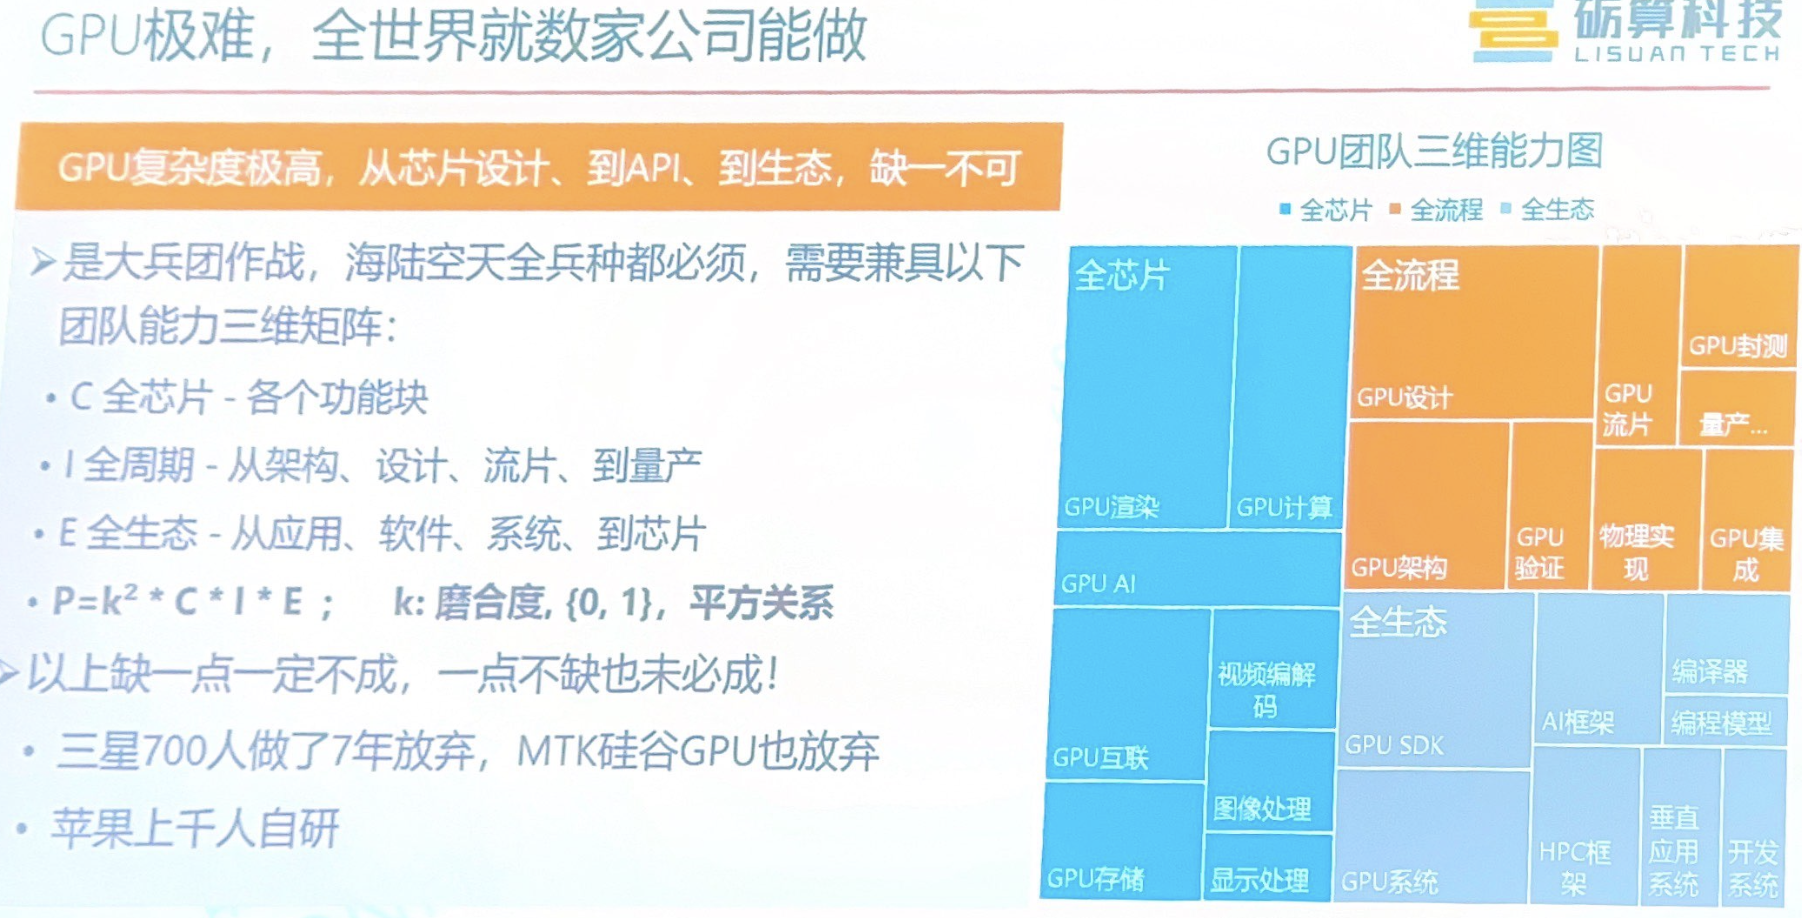 GPU极难，全世界就数家公司能做
砺算科技
LISUAN TECH
GPU复杂度极高，从芯片设计、到API、到生态，缺一不可
➢是大兵团作战，海陆空天全兵种都必须，需要兼具以下
团队能力三维矩阵：
• C 全芯片 - 各个功能块
• I 全周期 - 从架构、设计、流片、到量产
• E 全生态 - 从应用、软件、系统、到芯片
• P=k² * C * I * E ； k: 磨合度, {0, 1}，平方关系
➢以上缺一点一定不成，一点不缺也未必成！
• 三星700人做了7年放弃，MTK硅谷GPU也放弃
• 苹果上千人自研
GPU团队三维能力图
■ 全芯片 ■ 全流程 ■ 全生态
全芯片
GPU渲染
GPU计算
GPU AI
GPU互联
视频编解
码
图像处理
GPU存储
显示处理
全流程
GPU设计
GPU
流片
GPU封测
量产...
GPU架构
GPU
验证
物理实
现
GPU集
成
全生态
GPU SDK
AI框架
编译器
编程模型
GPU系统
HPC框
架
垂直
应用
系统
开发
系统